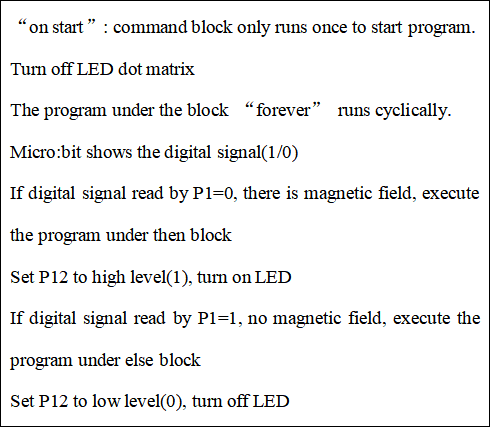 “on start”: command block only runs once to start program.
Turn off LED dot matrix
The program under the block “forever” runs cyclically.
Micro:bit shows the digital signal(1/0)
If digital signal read by P1=0, there is magnetic field, execute
the program under then block
Set P12 to high level(1), turn on LED
If digital signal read by P1=1, no magnetic field, execute the
program under else block
Set P12 to low level(0), turn off LED